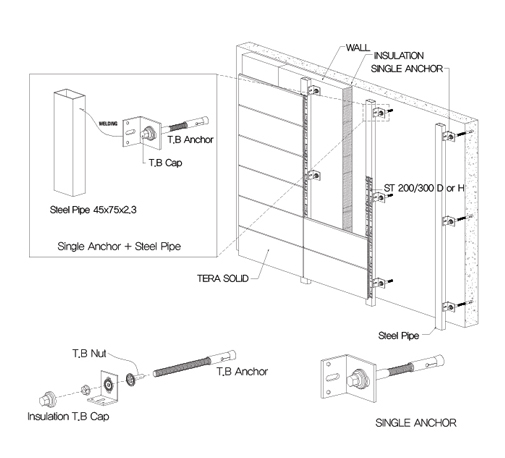 WALL
INSULATION
SINGLE ANCHOR
WELDING
T,B Anchor
T,B Cap
Steel Pipe 45x75x2,3
Single Anchor + Steel Pipe
ST 200/300 D or H
TERA SOLID
Steel Pipe
T,B Nut
T,B Anchor
Insulation T,B Cap
SINGLE ANCHOR